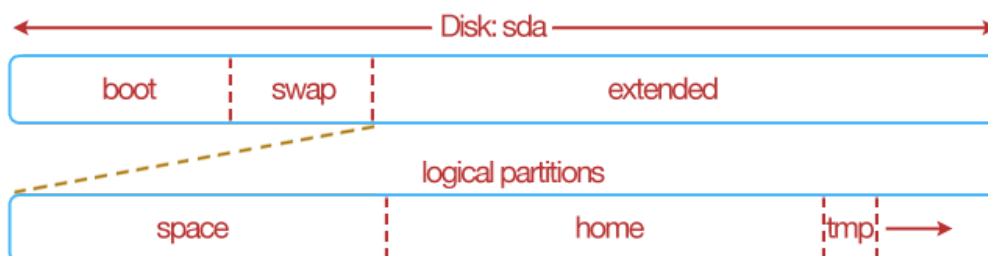 Disk: sda
boot swap extended
logical partitions
space home tmp